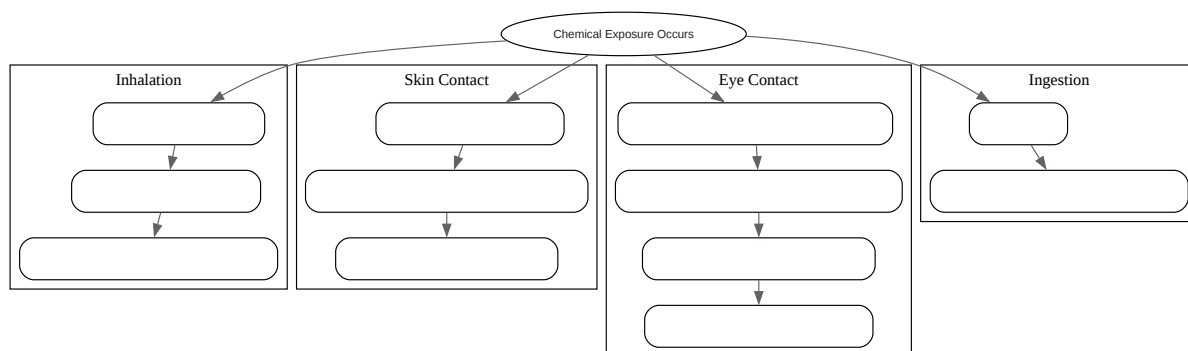 Chemical Exposure Occurs
Inhalation
Skin Contact
Eye Contact
Ingestion